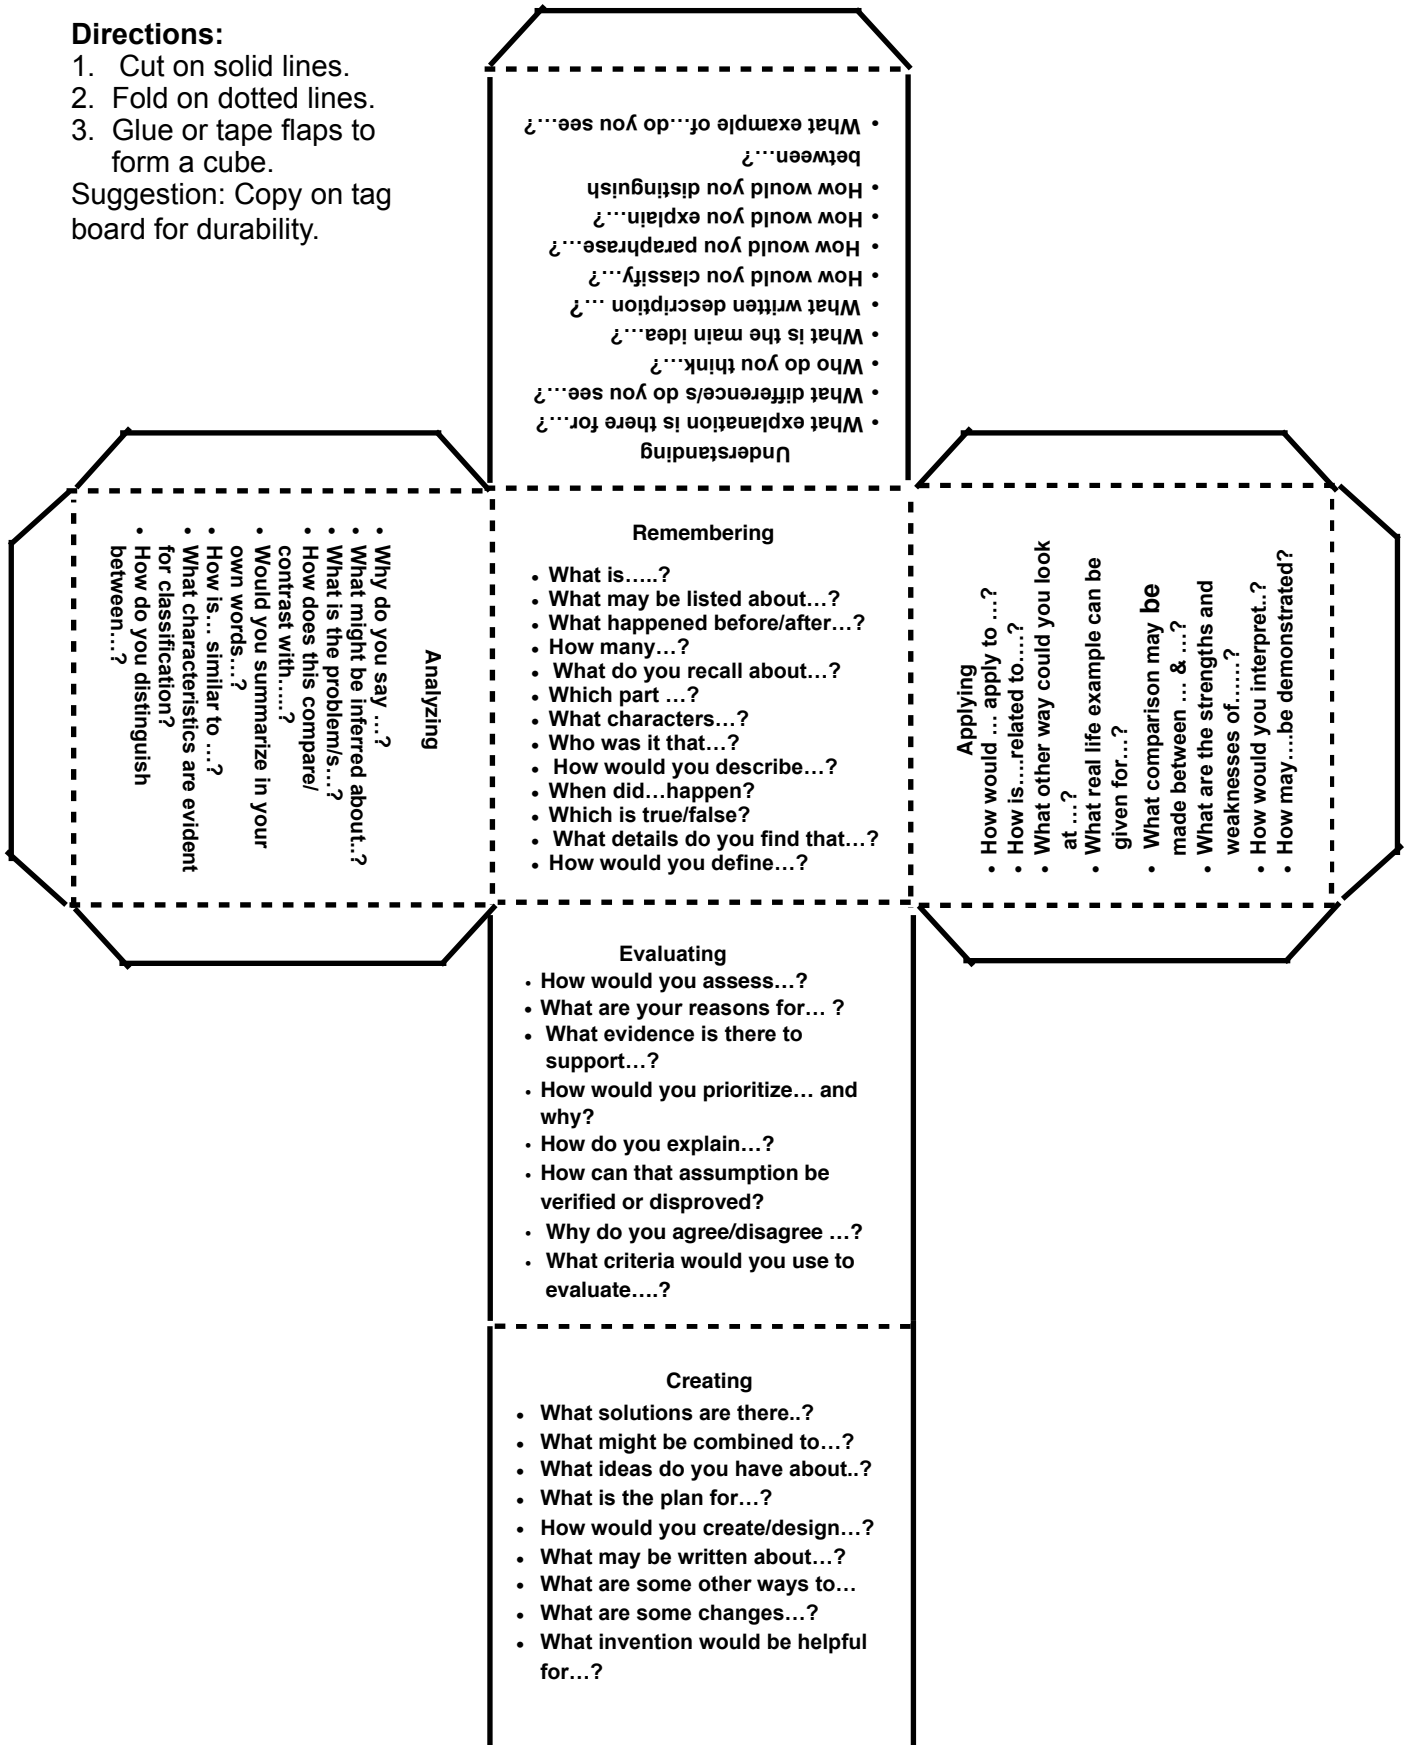 Directions:
1. Cut on solid lines.
2. Fold on dotted lines.
3. Glue or tape flaps to
form a cube.
Suggestion: Copy on tag
board for durability.
Understanding
• What explanation is there for…?
• What difference/s do you see…?
• Who do you think…?
• What is the main idea…?
• What written description …?
• How would you classify…?
• How would you paraphrase…?
• How would you explain…?
• How would you distinguish
between…?
• What example of…do you see…?
Analyzing
• Why do you say …?
• What might be inferred about..?
• What is the problem/s….?
• How does this compare/
contrast with…..?
• Would you summarize in your
own words….?
• How is… similar to ….?
• What characteristics are evident
for classification?
• How do you distinguish
between….?
Remembering
• What is…..?
• What may be listed about…?
• What happened before/after…?
• How many…?
• What do you recall about…?
• Which part …?
• What characters…?
• Who was it that…?
• How would you describe…?
• When did…happen?
• Which is true/false?
• What details do you find that…?
• How would you define…?
Applying
• How would … apply to …?
• How is….related to….?
• What other way could you look
at …?
• What real life example can be
given for…?
• What comparison may be
made between … & …?
• What are the strengths and
weaknesses of……?
• How would you interpret..?
• How may….be demonstrated?
Evaluating
• How would you assess…?
• What are your reasons for… ?
• What evidence is there to
support…?
• How would you prioritize… and
why?
• How do you explain…?
• How can that assumption be
verified or disproved?
• Why do you agree/disagree …?
• What criteria would you use to
evaluate….?
Creating
• What solutions are there..?
• What might be combined to…?
• What ideas do you have about..?
• What is the plan for…?
• How would you create/design…?
• What may be written about…?
• What are some other ways to…
• What are some changes…?
• What invention would be helpful
for…?